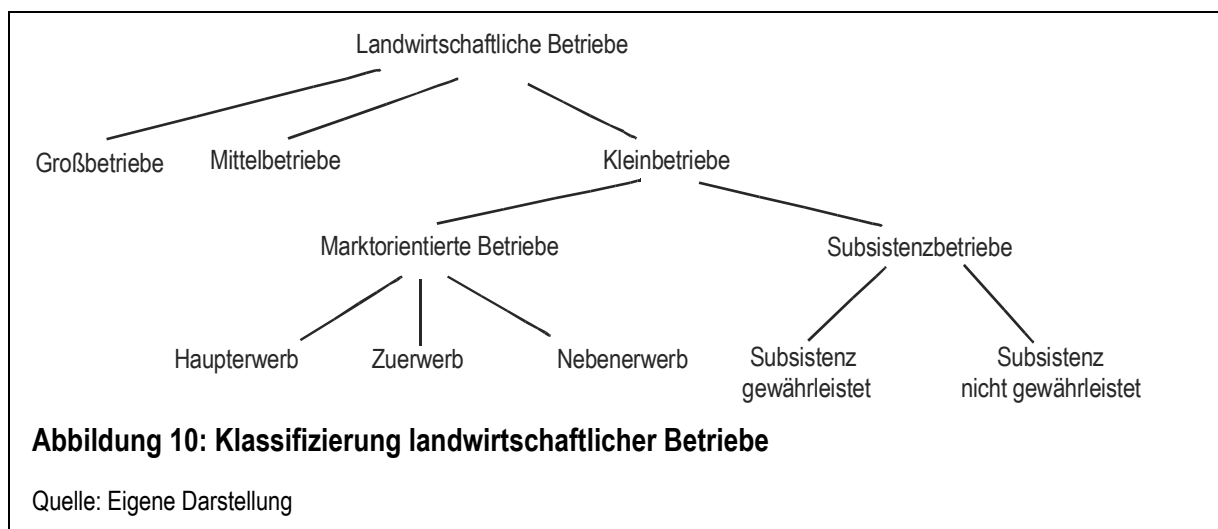 Landwirtschaftliche Betriebe
Großbetriebe
Mittelbetriebe
Kleinbetriebe
Marktorientierte Betriebe
Subsistenzbetriebe
Haupterwerb
Zuerwerb
Nebenerwerb
Subsistenz
gewährleistet
Subsistenz
nicht gewährleistet
Abbildung 10: Klassifizierung landwirtschaftlicher Betriebe
Quelle: Eigene Darstellung